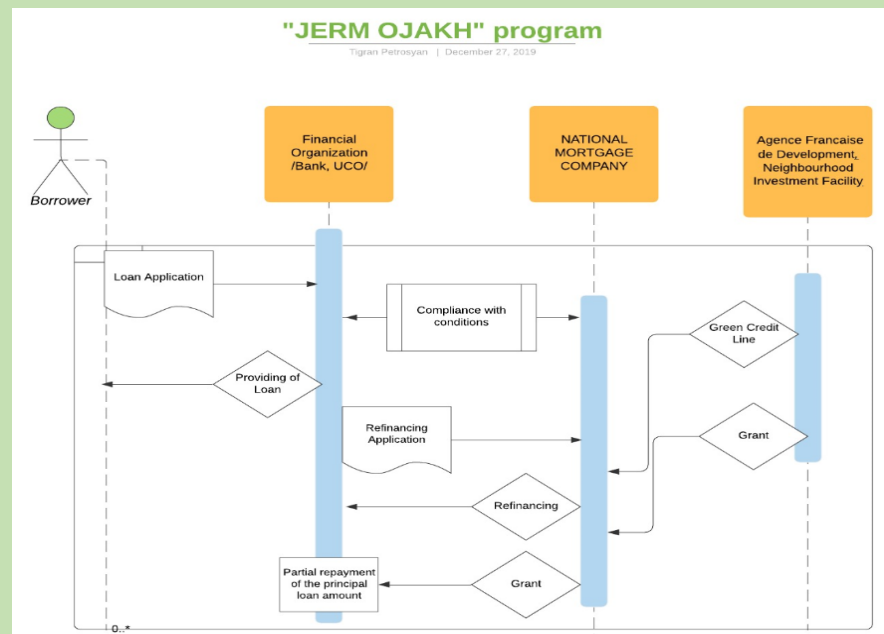 "JERM OJAKH" program
Tigran Petrosyan | December 27, 2019
Borrower
Financial
Organization
/Bank, UCO/
NATIONAL
MORTGAGE
COMPANY
Agence Francaise
de Development,
Neighbourhood
Investment Facility
Loan Application
Compliance with
conditions
Green Credit
Line
Providing of
Loan
Refinancing
Application
Grant
Refinancing
Partial repayment
of the principal
loan amount
Grant
0..*